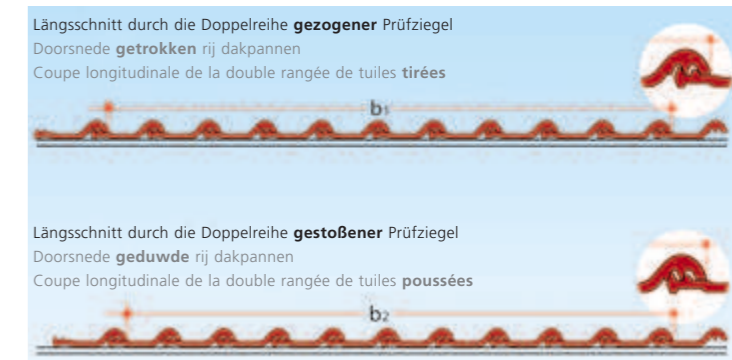 Längsschnitt durch die Doppelreihe gezogener Prüfziegel
Doorsnede getrokken rij dakpannen
Coupe longitudinale de la double rangée de tuiles tirées
b₁
Längsschnitt durch die Doppelreihe gestoßener Prüfziegel
Doorsnede geduwde rij dakpannen
Coupe longitudinale de la double rangée de tuiles poussées
b₂